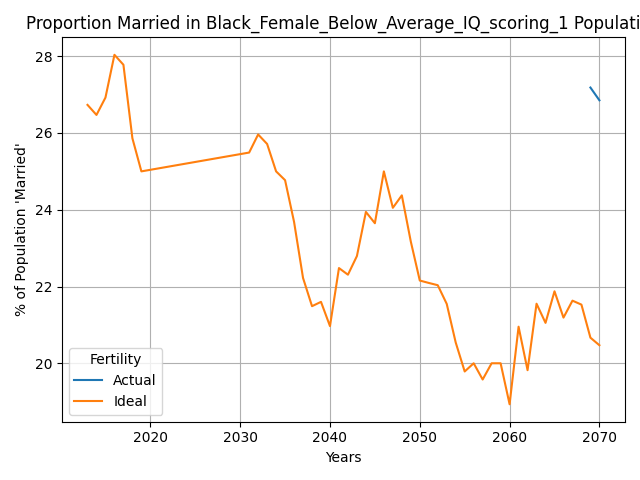 Proportion Married in Black_Female_Below_Average_IQ_scoring_1 Populati
28
26
24
22
20
% of Population 'Married'
Fertility
Actual
Ideal
2020 2030 2040 2050 2060 2070
Years